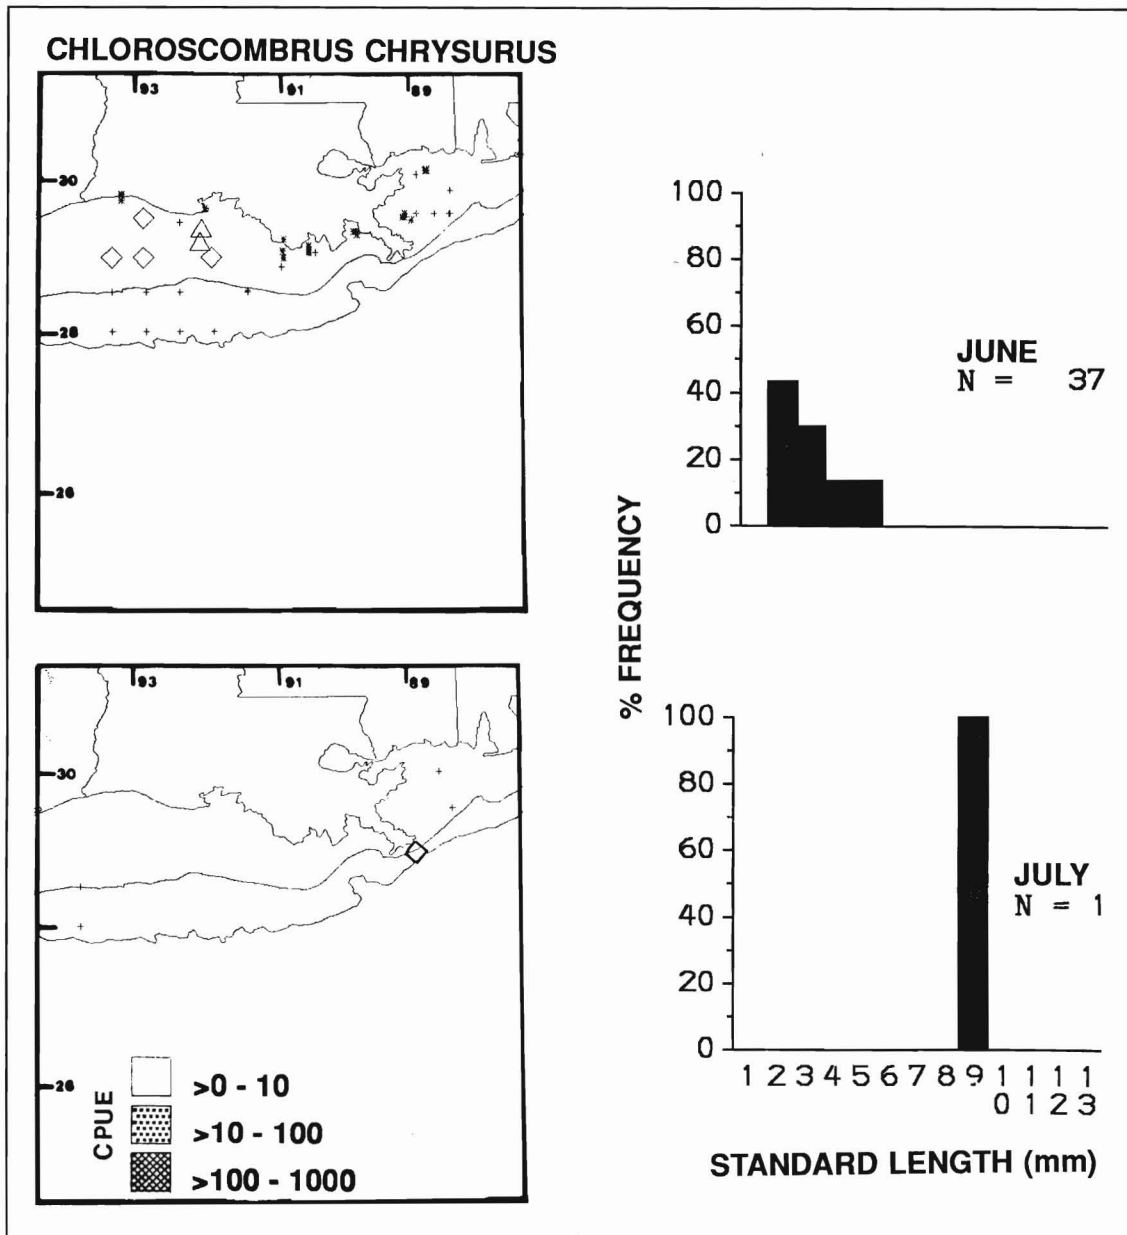 CHLOROSCOMBRUS CHRYSURUS
93 91 89
30
28
26
93 91 89
30
26
CPUE
>0 - 10
>10 - 100
>100 - 1000
% FREQUENCY
100
80
60
40
20
0
JUNE
N = 37
100
80
60
40
20
0
JULY
N = 1
1 2 3 4 5 6 7 8 9 10 11 12 13
STANDARD LENGTH (mm)